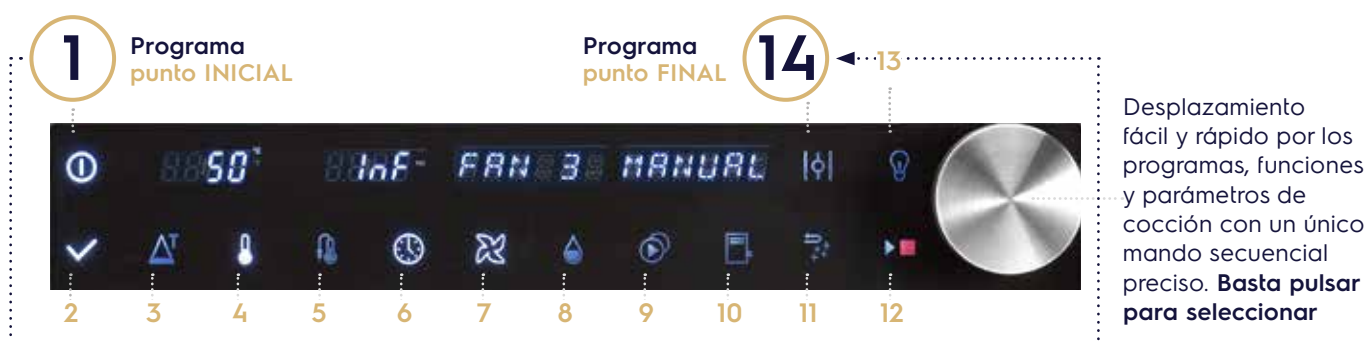 1
Programa
punto INICIAL
Programa
punto FINAL
14
13
50°
InF
FAN 3
MANUAL
T
2
3
4
5
6
7
8
9
10
11
12
Desplazamiento
fácil y rápido por los
programas, funciones
y parámetros de
cocción con un único
mando secuencial
preciso. Basta pulsar
para seleccionar